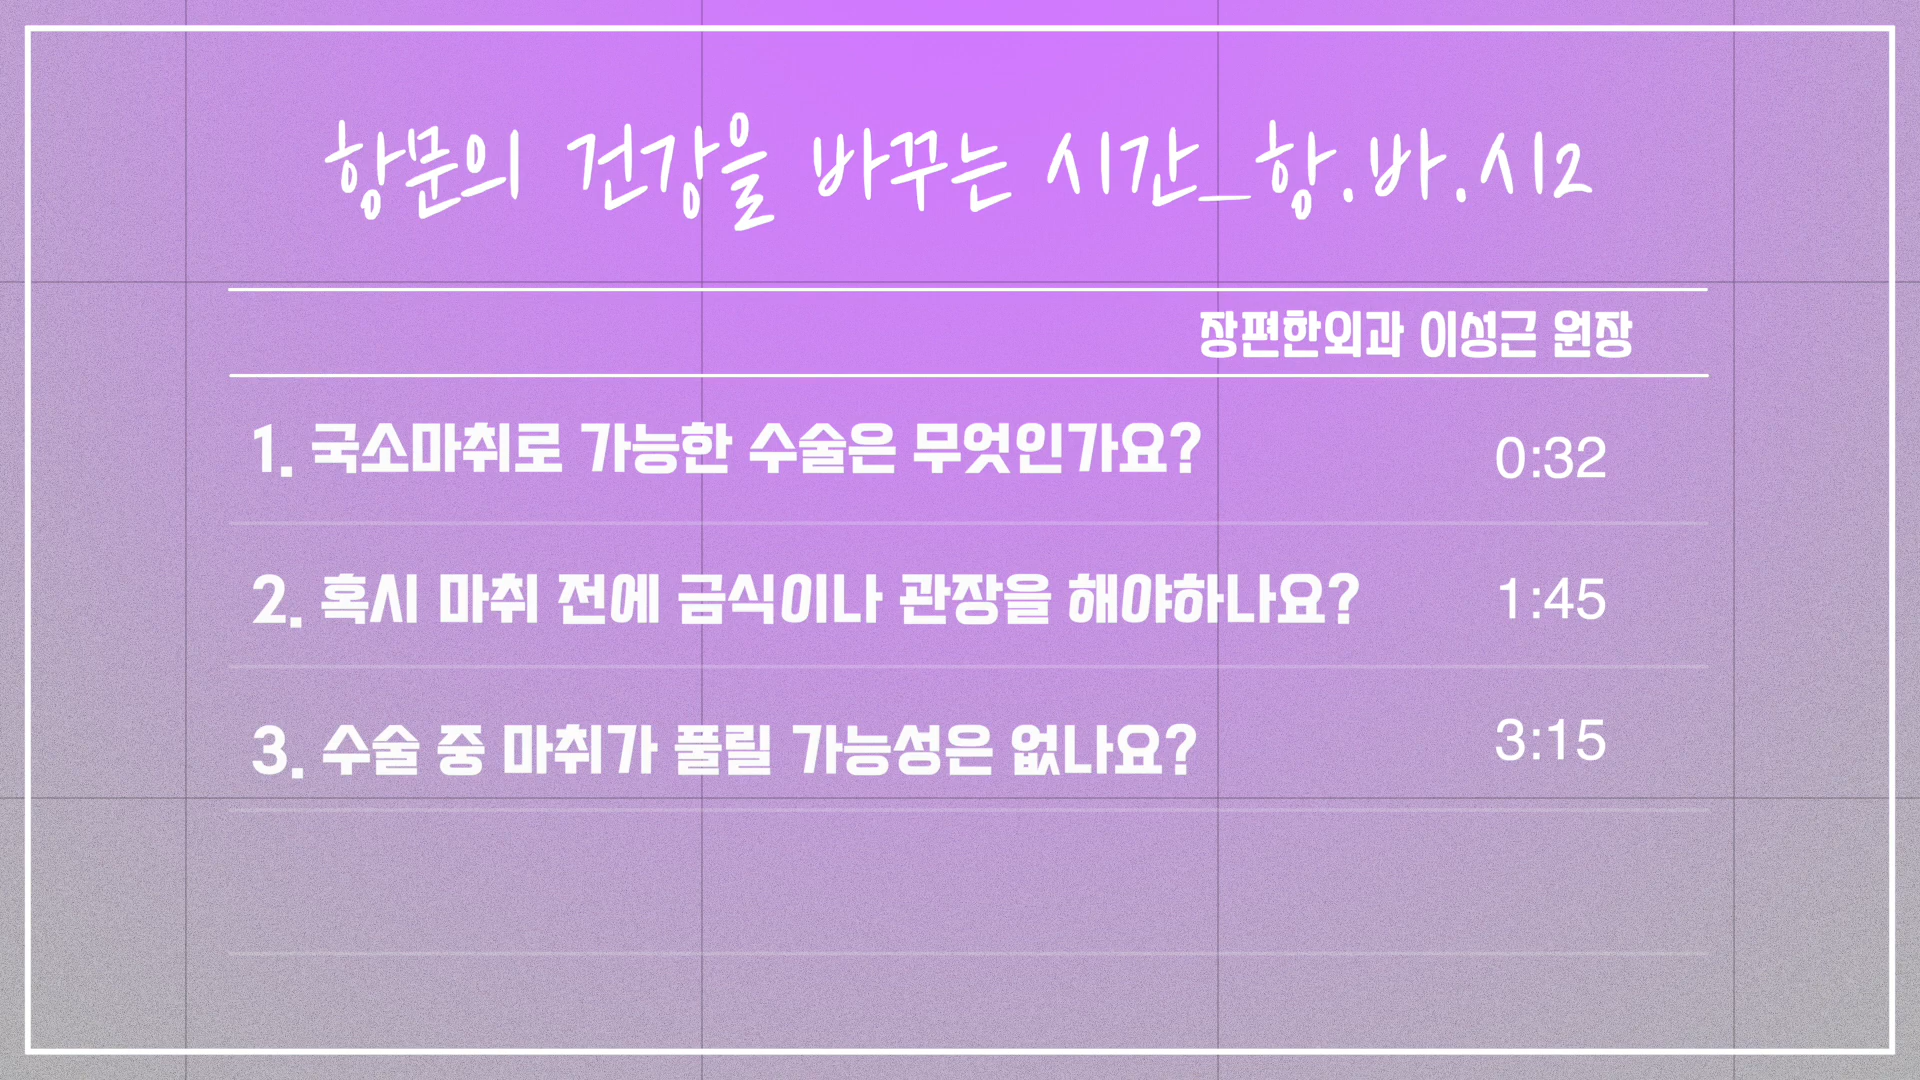 항문의 건강을 바꾸는 시간_항.바.시2
장편한외과 이성근 원장
1. 국소마취로 가능한 수술은 무엇인가요? 0:32
2. 혹시 마취 전에 금식이나 관장을 해야하나요? 1:45
3. 수술 중 마취가 풀릴 가능성은 없나요? 3:15